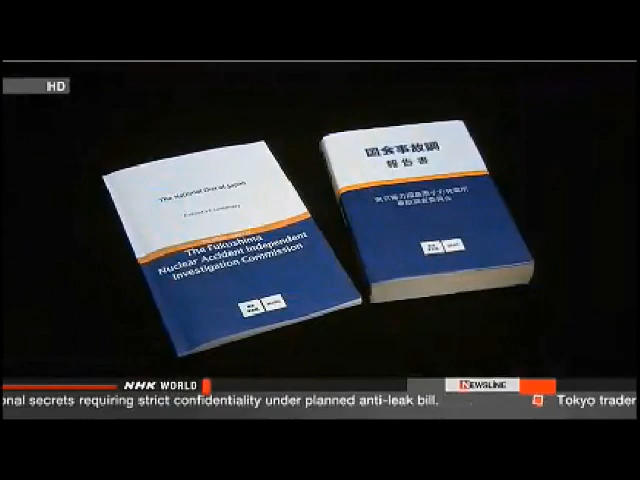 HD
The National Diet of Japan
The Fukushima
Nuclear Accident Independent
Investigation Commission
国会事故調
報告書
東京電力福島原子力発電所
事故調査委員会
NHK WORLD
NEWSLINE
onal secrets requiring strict confidentiality under planned anti-leak bill.
Tokyo trader